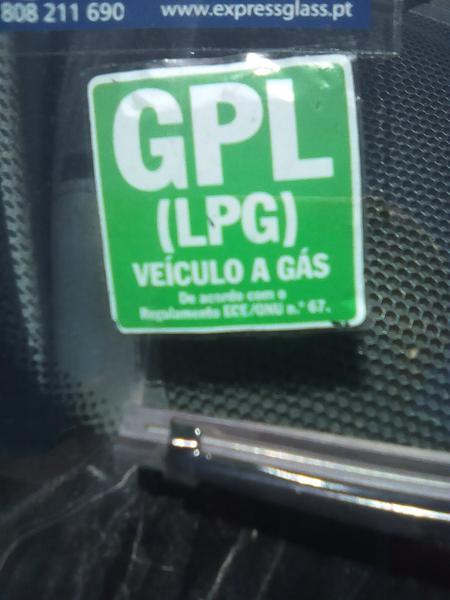 808 211 690 www.expressglass.pt
GPL
(LPG)
VEÍCULO A GÁS
De acordo com o
Regulamento ECE/ONU n.º 67.